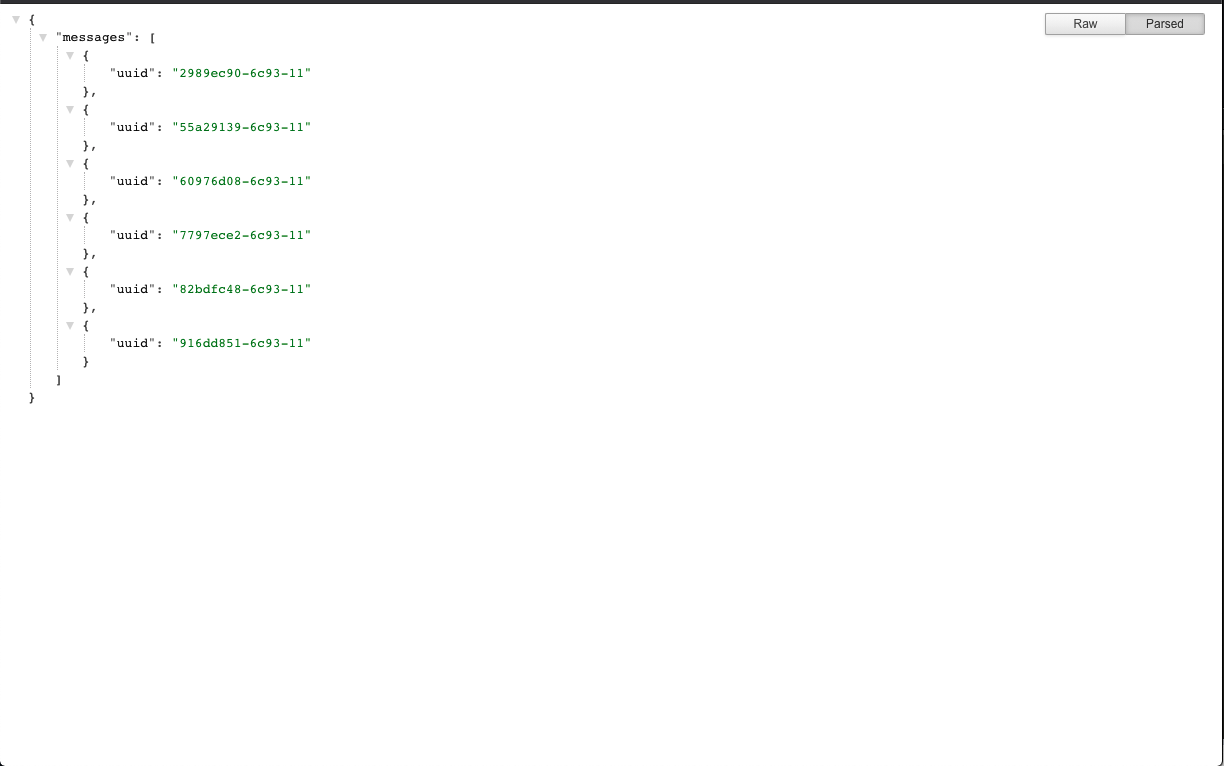 Raw Parsed
{
"messages": [
{
"uuid": "2989ec90-6c93-11"
},
{
"uuid": "55a29139-6c93-11"
},
{
"uuid": "60976d08-6c93-11"
},
{
"uuid": "7797ece2-6c93-11"
},
{
"uuid": "82bdfc48-6c93-11"
},
{
"uuid": "916dd851-6c93-11"
}
]
}